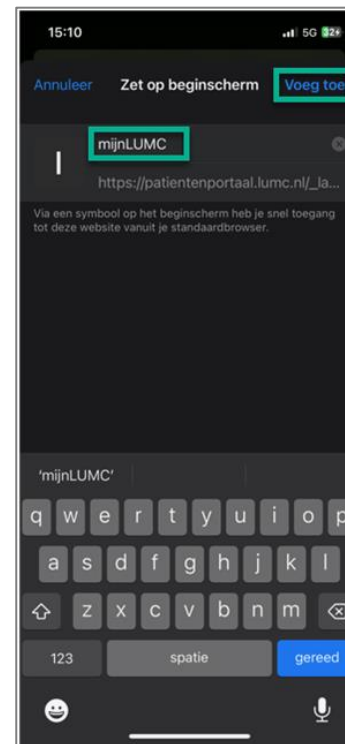 15:10 5G 32+
Annuleer Zet op beginscherm Voeg toe
I
mijnLUMC
https://patientenportaal.lumc.nl/_la...
Via een symbool op het beginscherm heb je snel toegang
tot deze website vanuit je standaardbrowser.
'mijnLUMC'
q w e r t y u i o p
a s d f g h j k l
z x c v b n m
123 spatie gereed